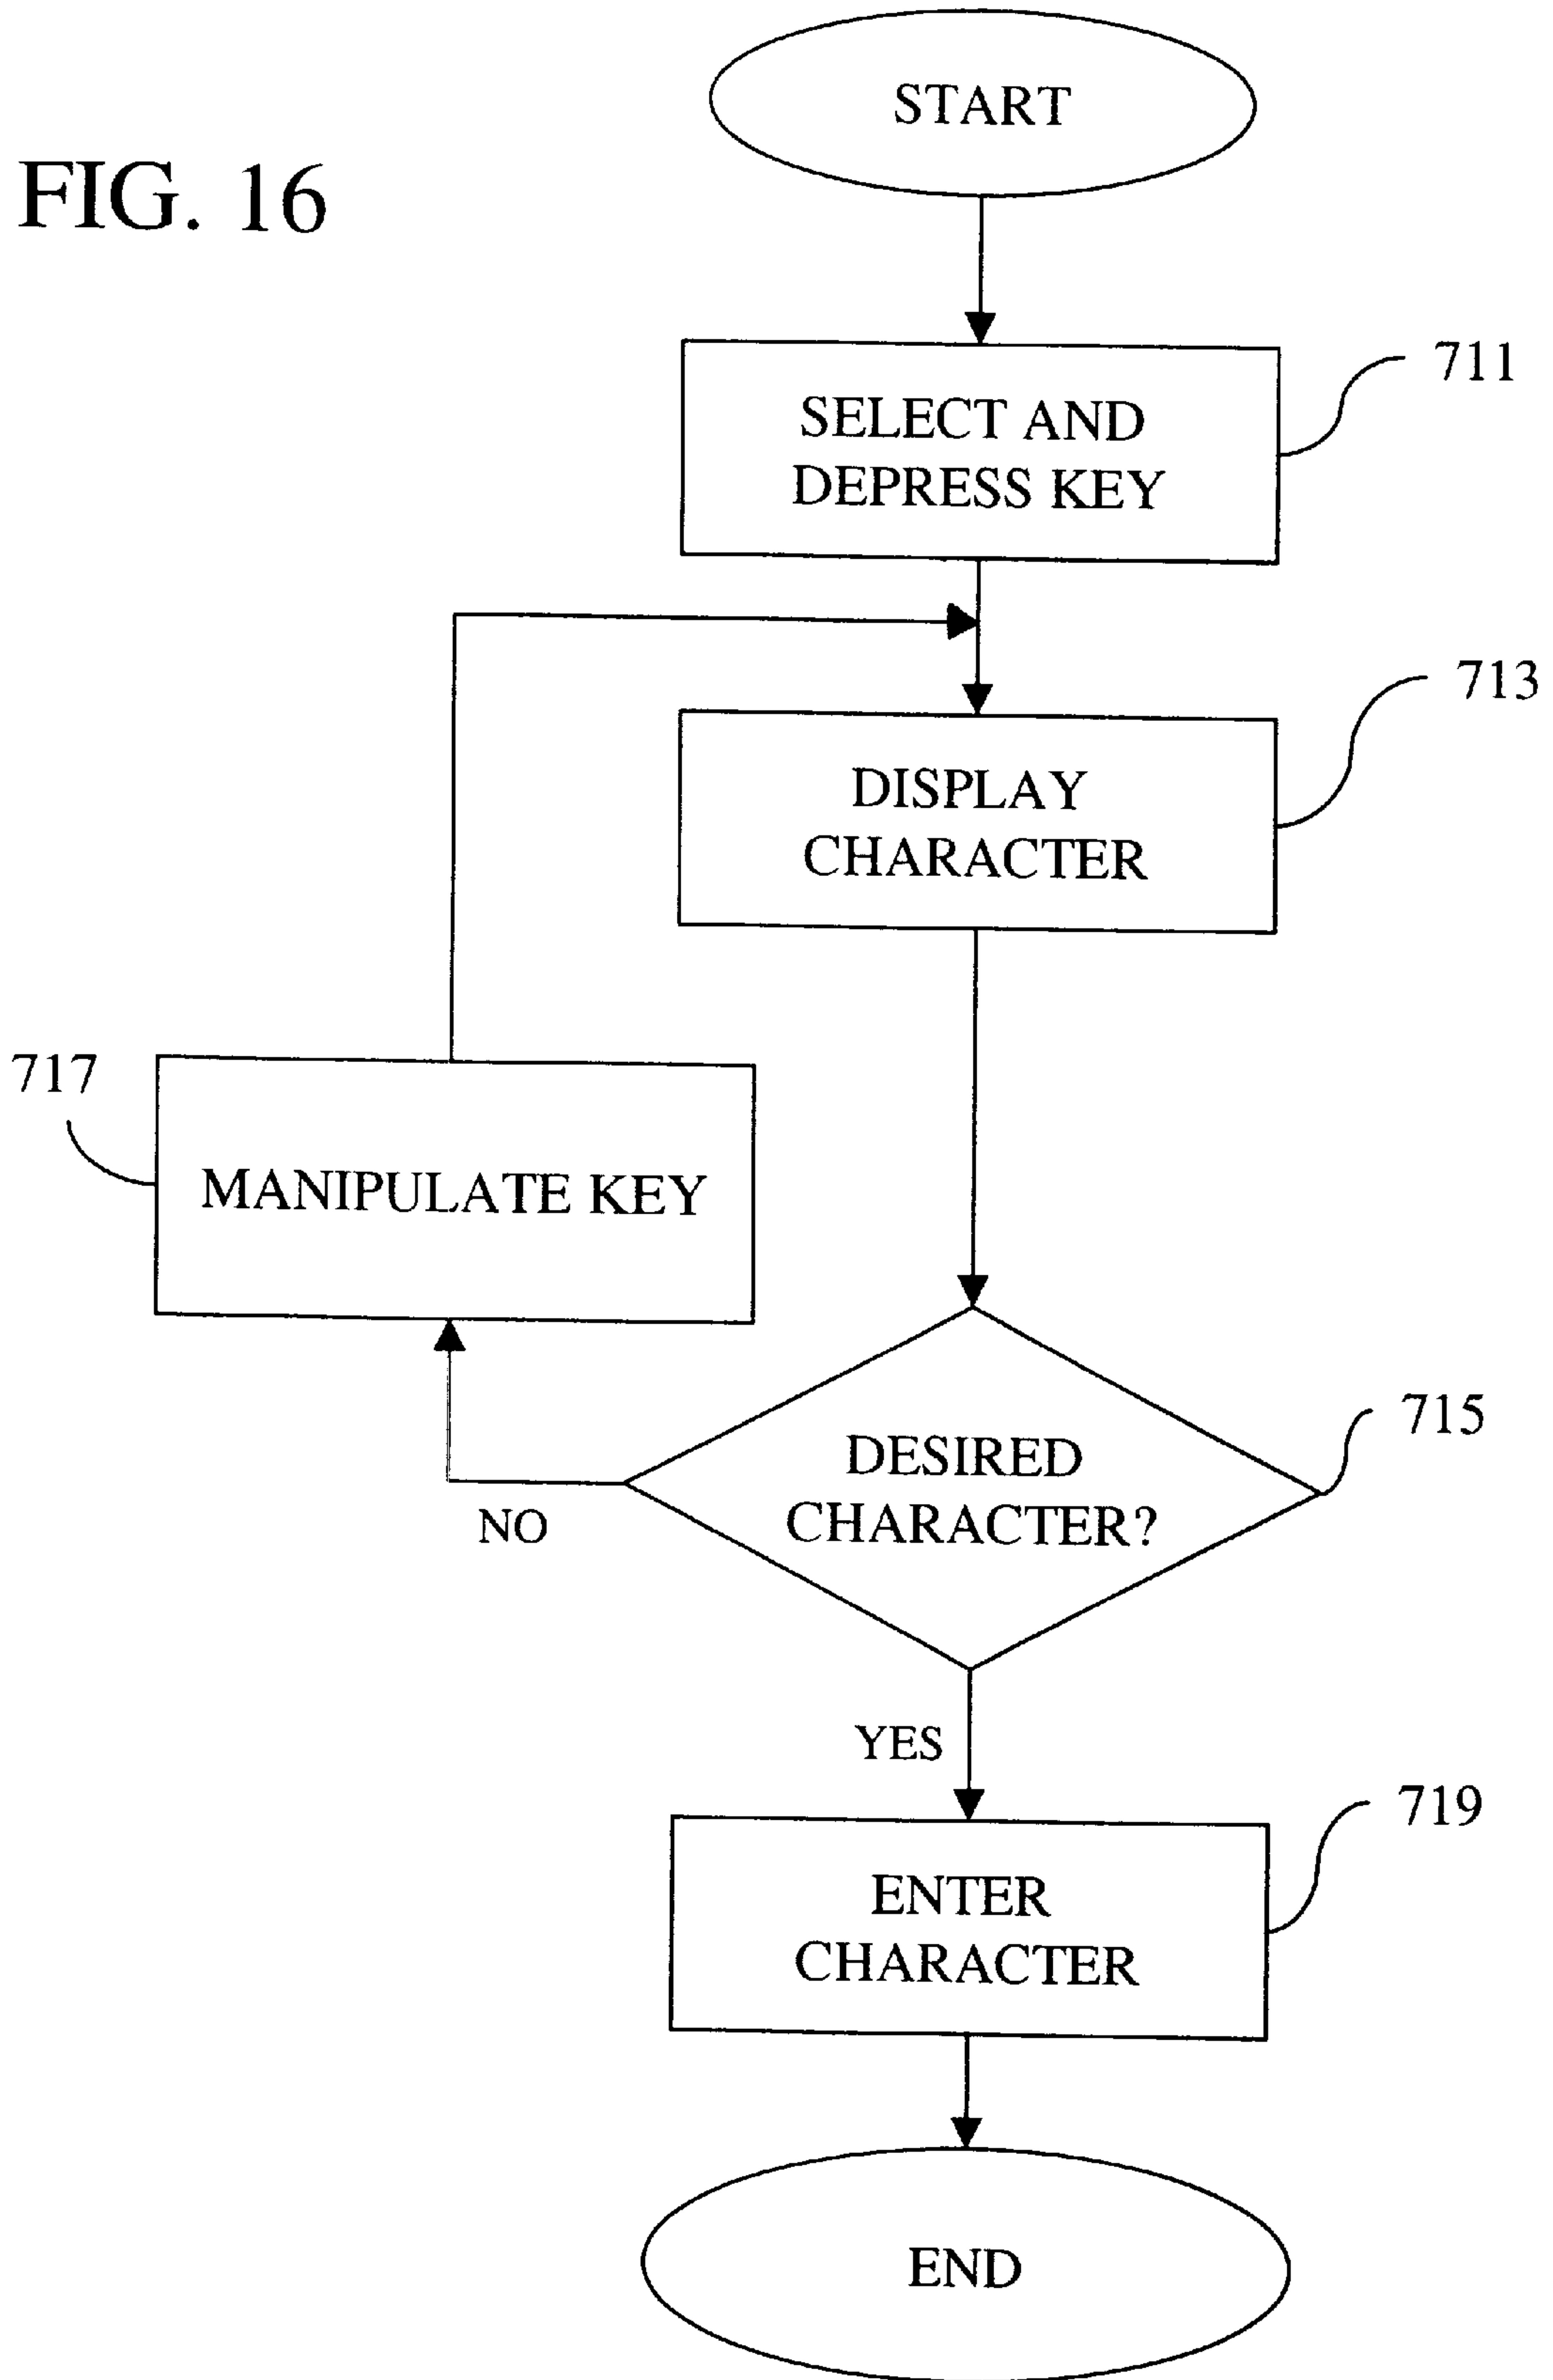 START
FIG. 16
711
SELECT AND
DEPRESS KEY
713
DISPLAY
CHARACTER
717
MANIPULATE KEY
715
DESIRED
CHARACTER?
NO
YES
719
ENTER
CHARACTER
END